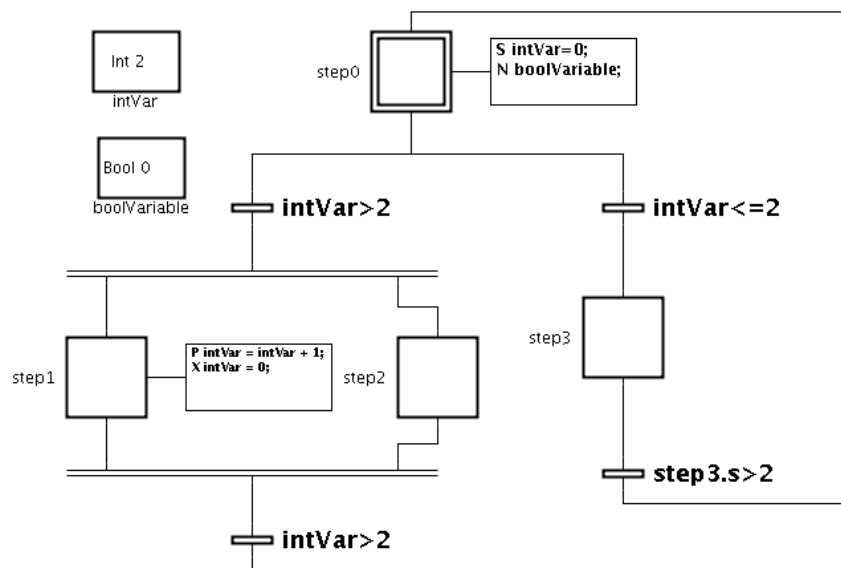 Int 2
intVar
Bool 0
boolVariable
step0
S intVar=0;
N boolVariable;
intVar>2
intVar<=2
step1
P intVar = intVar + 1;
X intVar = 0;
step2
step3
step3.s>2
intVar>2